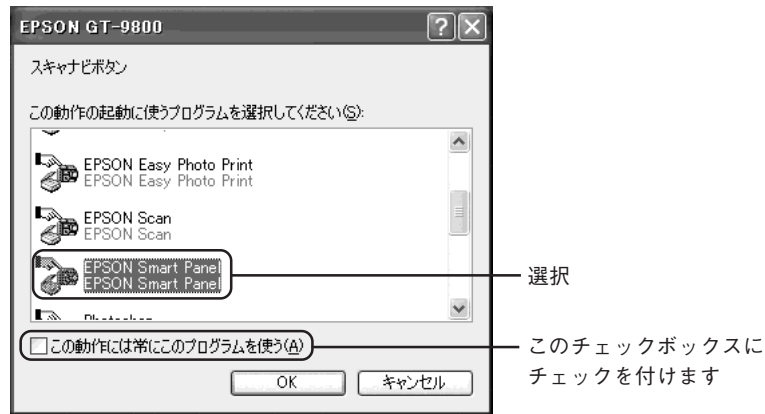 EPSON GT-9800
スキャナビボタン
この動作の起動に使うプログラムを選択してください(S):
EPSON Easy Photo Print
EPSON Easy Photo Print
EPSON Scan
EPSON Scan
EPSON Smart Panel
EPSON Smart Panel
選択
この動作には常にこのプログラムを使う(A)
このチェックボックスに
チェックを付けます
OK
キャンセル